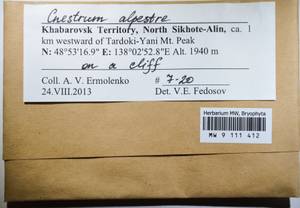 Cnestrum alpestre
Khabarovsk Territory, North Sikhote-Alin, ca. 1
km westward of Tardoki-Yani Mt. Peak
N: 48°53'16.9" E: 138°02'52.8"E Alt. 1940 m
on a cliff
Coll. A. V. Ermolenko # 7-20
24.VIII.2013 Det. V.E. Fedosov
Herbarium MW, Bryophyta
MW 9 111 412